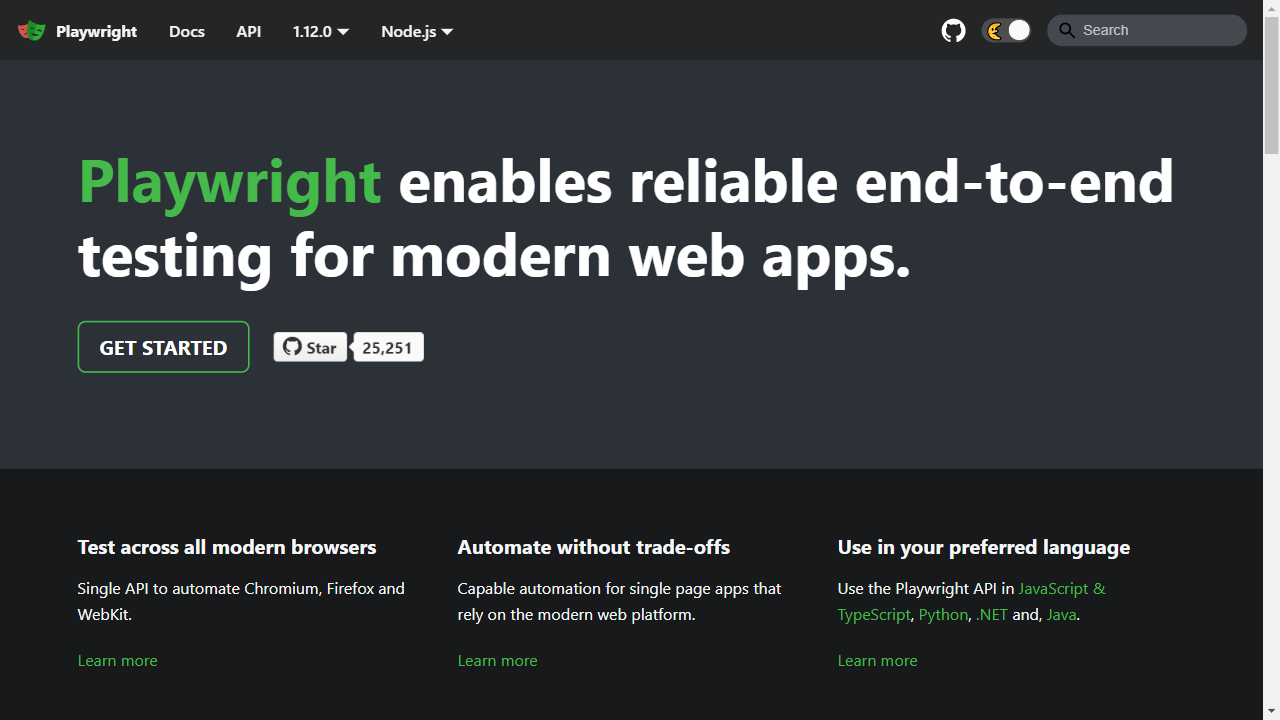 Playwright Docs API 1.12.0 Node.js Search
Playwright enables reliable end-to-end
testing for modern web apps.
GET STARTED Star 25,251
Test across all modern browsers
Single API to automate Chromium, Firefox and
WebKit.
Learn more
Automate without trade-offs
Capable automation for single page apps that
rely on the modern web platform.
Learn more
Use in your preferred language
Use the Playwright API in JavaScript &
TypeScript, Python, .NET and, Java.
Learn more